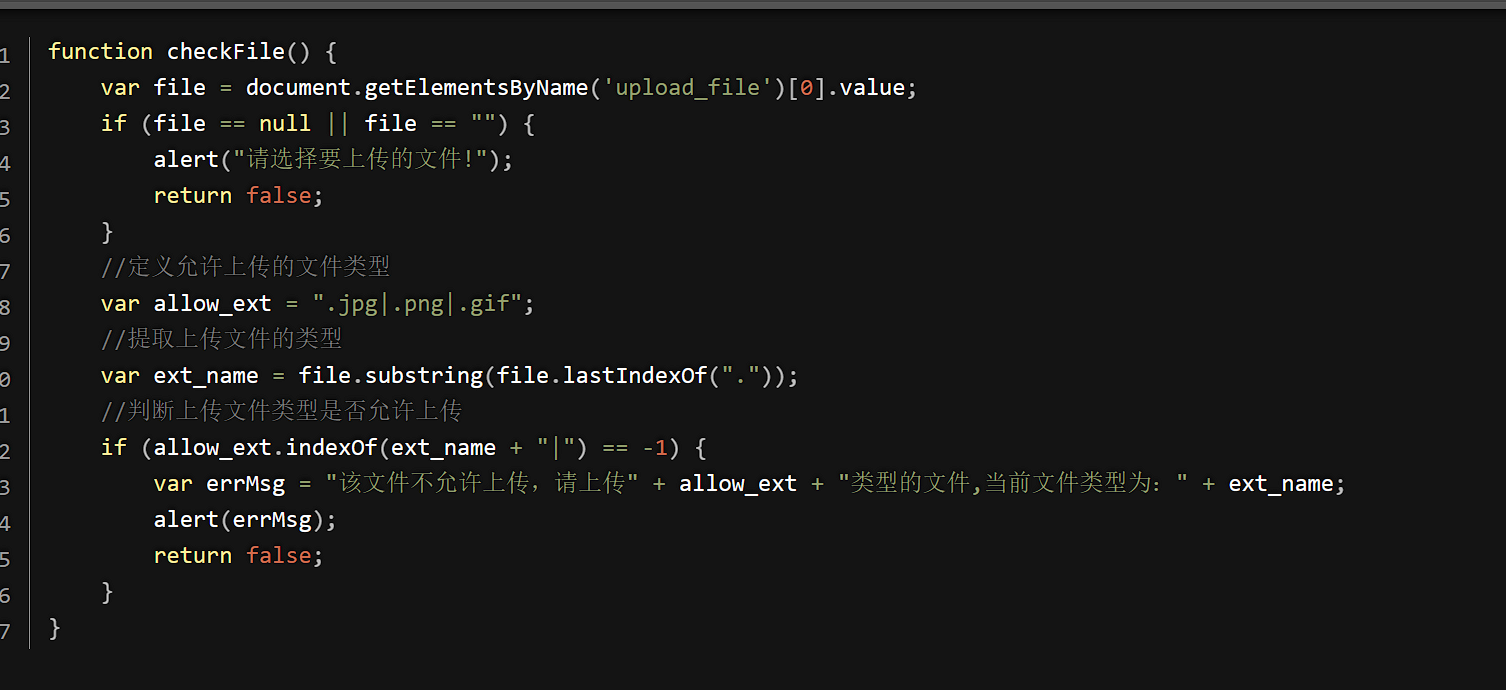 1 function checkFile() {
2     var file = document.getElementsByName('upload_file')[0].value;
3     if (file == null || file == "") {
4         alert("请选择要上传的文件!");
5         return false;
6     }
7     //定义允许上传的文件类型
8     var allow_ext = ".jpg|.png|.gif";
9     //提取上传文件的类型
0     var ext_name = file.substring(file.lastIndexOf("."));
1     //判断上传文件类型是否允许上传
2     if (allow_ext.indexOf(ext_name + "|") == -1) {
3         var errMsg = "该文件不允许上传，请上传" + allow_ext + "类型的文件,当前文件类型为：" + ext_name;
4         alert(errMsg);
5         return false;
6     }
7 }